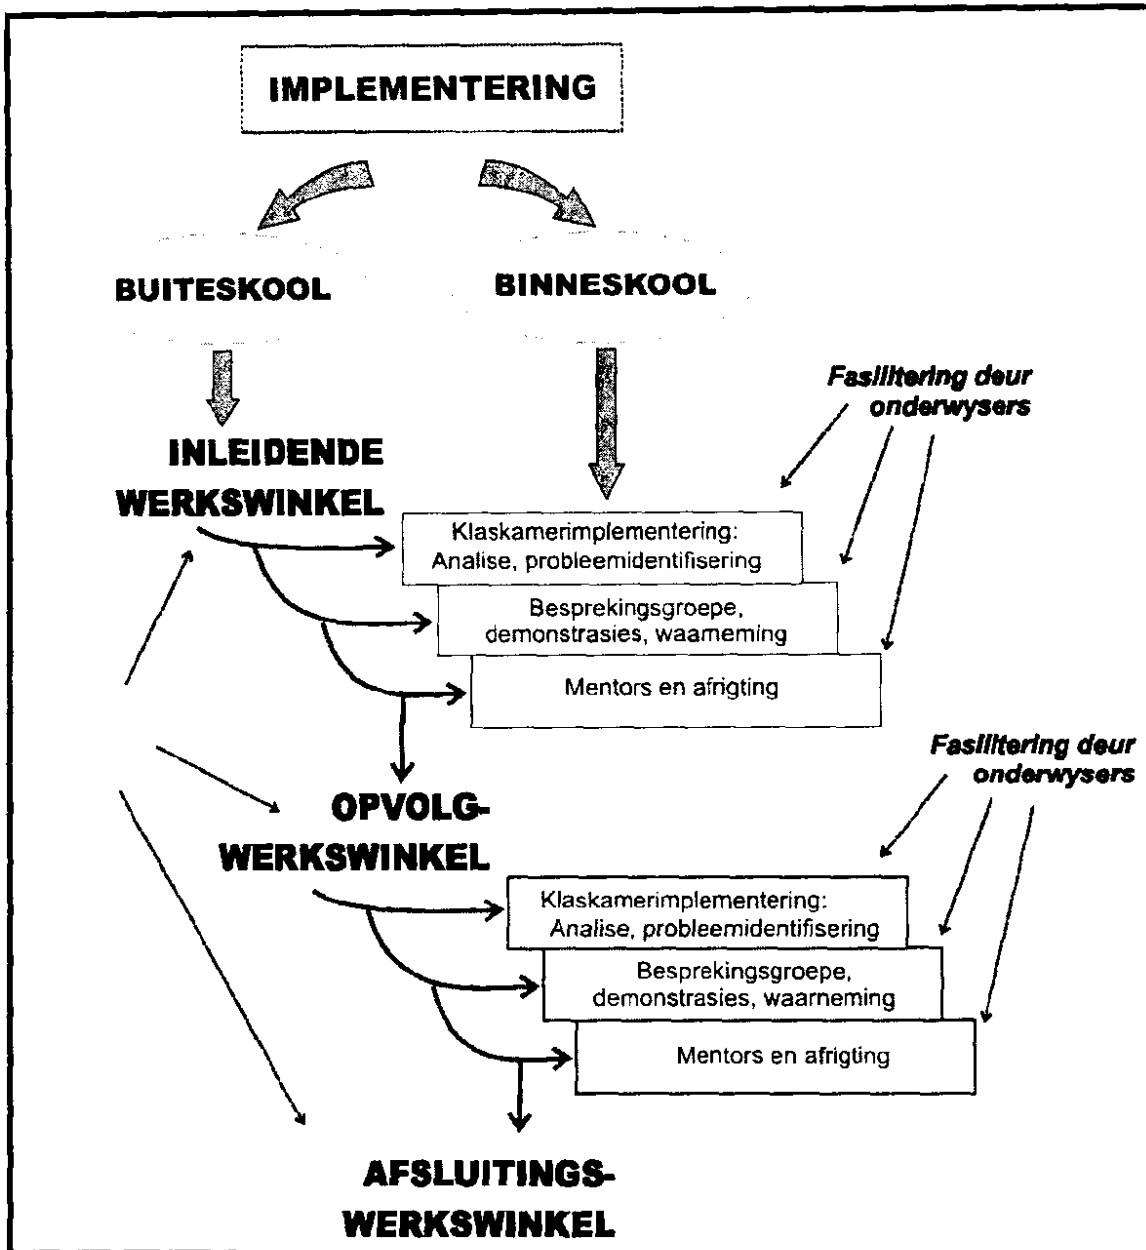 IMPLEMENTERING
BUITESKOOL
BINNESKOOL
Fasilitering deur
onderwysers
INLEIDENDE
WERKSWINKEL
Klaskamerimplementering:
Analise, probleemidentifisering
Besprekingsgroepe,
demonstrasies, waarneming
Mentors en afrigting
Fasilitering deur
onderwysers
OPVOLG-
WERKSWINKEL
Klaskamerimplementering:
Analise, probleemidentifisering
Besprekingsgroepe,
demonstrasies, waarneming
Mentors en afrigting
AFSLUITINGS-
WERKSWINKEL